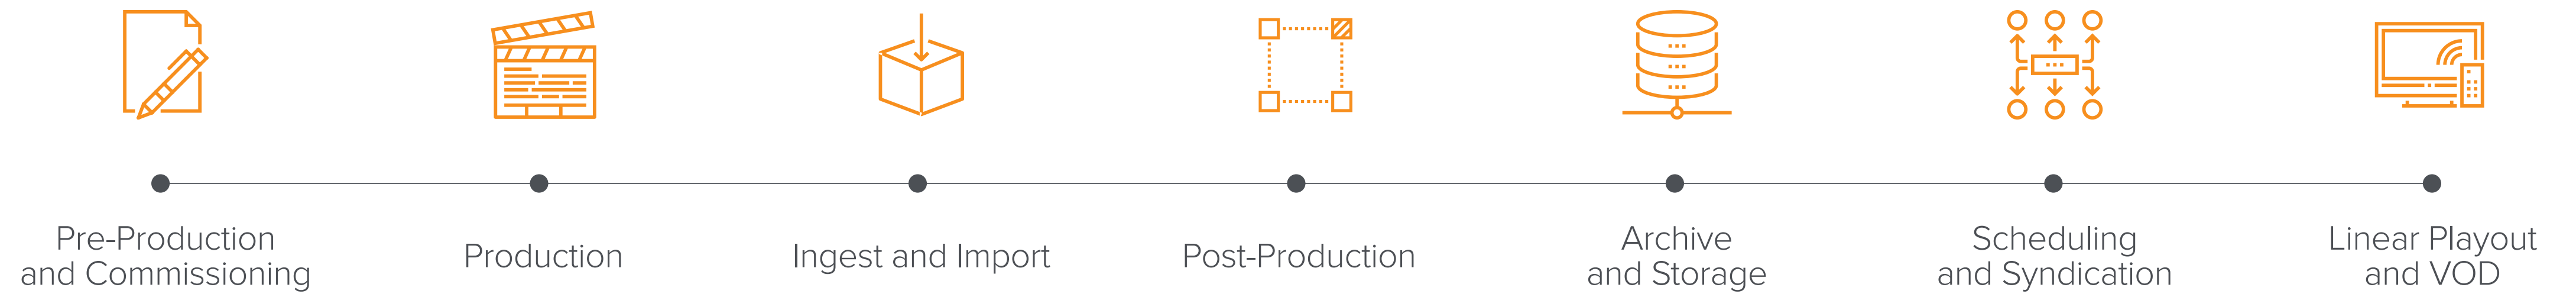 Pre-Production
and Commissioning
Production
Ingest and Import
Post-Production
Archive
and Storage
Scheduling
and Syndication
Linear Playout
and VOD